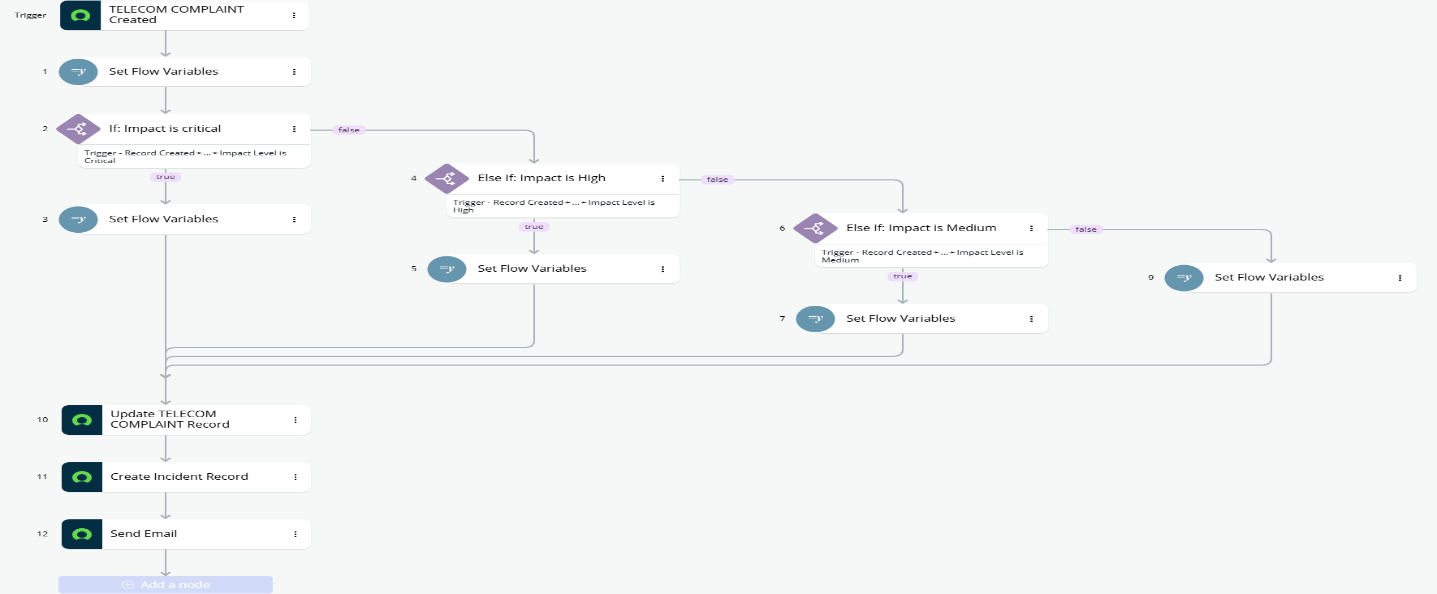 Trigger
TELECOM COMPLAINT
Created
1
=y
Set Flow Variables
2
If: Impact is critical
false
Trigger - Record Created ▸ ... ▸ Impact Level is
Critical
true
3
=y
Set Flow Variables
4
Else If: Impact is High
false
Trigger - Record Created ▸ ... ▸ Impact Level is
High
true
5
=y
Set Flow Variables
6
Else If: Impact is Medium
false
Trigger - Record Created ▸ ... ▸ Impact Level is
Medium
true
7
=y
Set Flow Variables
9
=y
Set Flow Variables
10
Update TELECOM
COMPLAINT Record
11
Create Incident Record
12
Send Email
Add a node